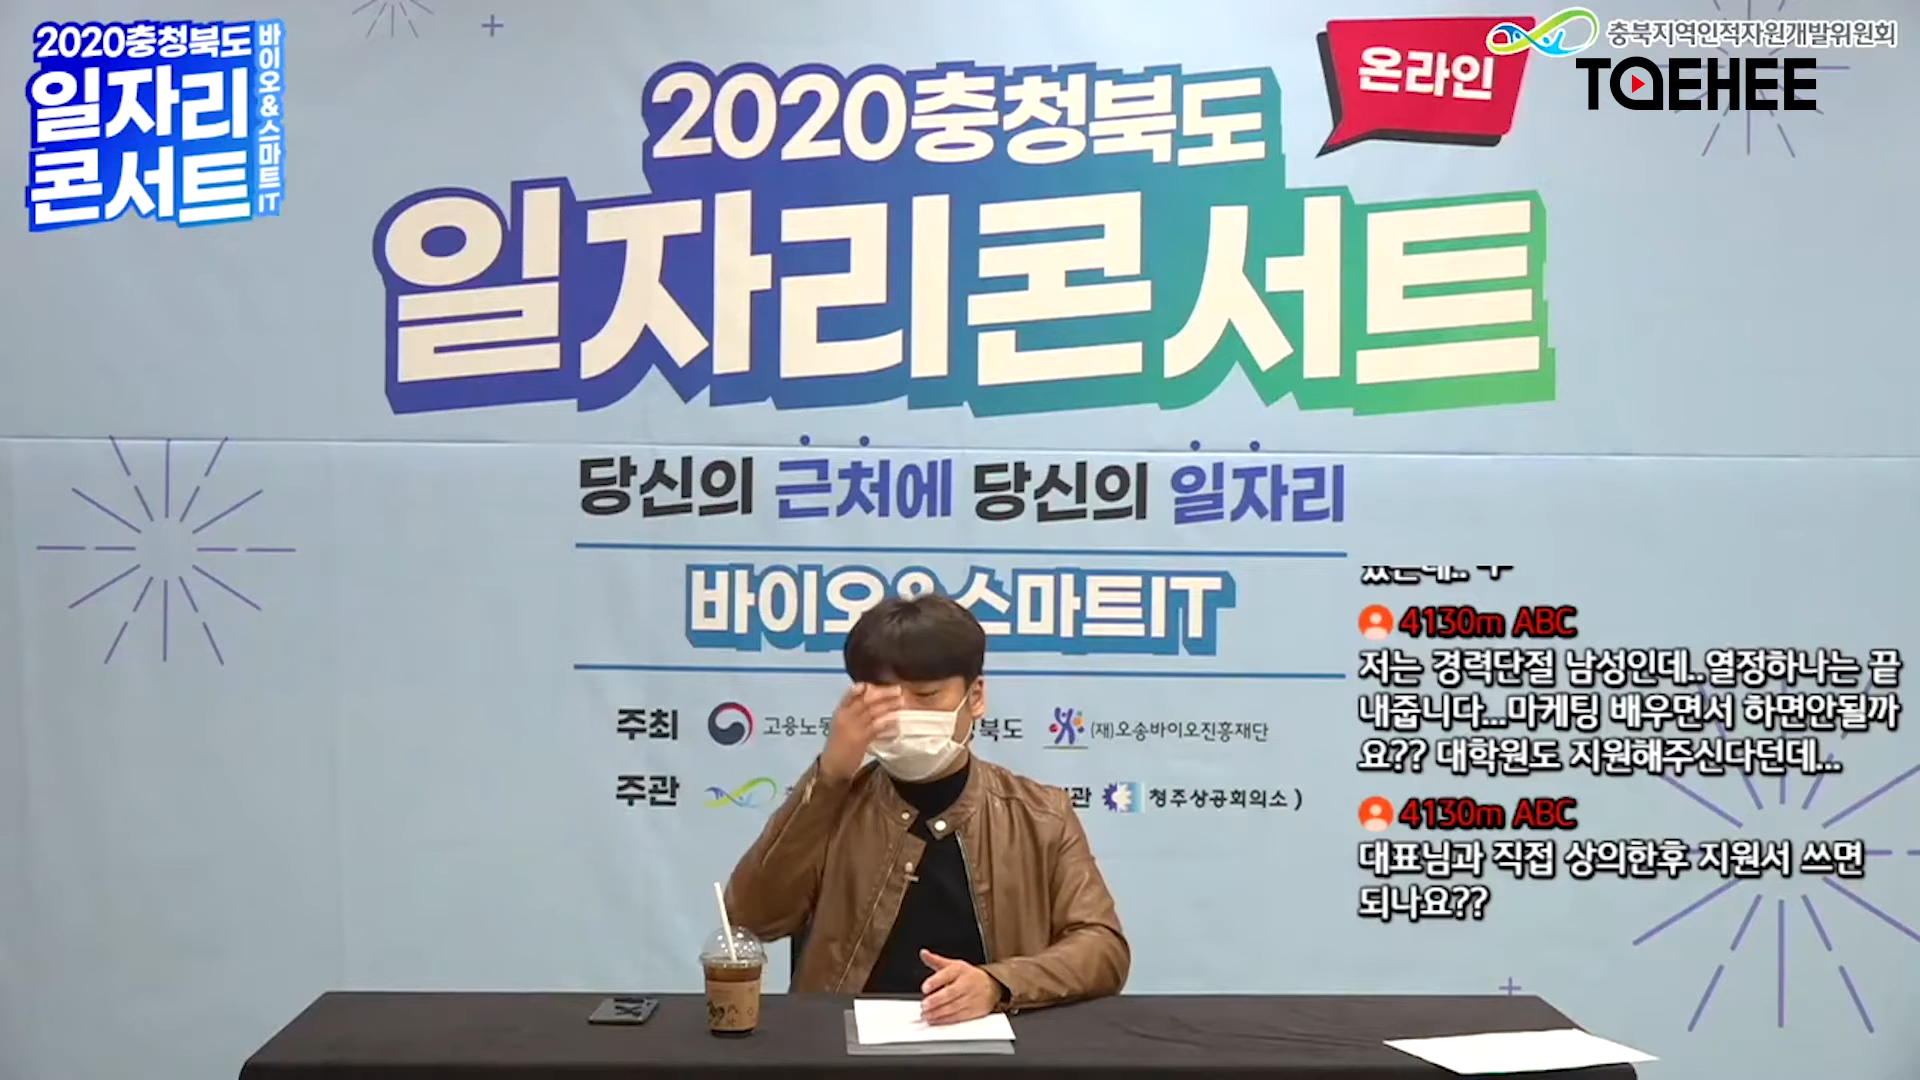 2020충청북도
일자리
콘서트
바이오&스마트IT
충북지역인적자원개발위원회
TAEHEE
온라인
2020충청북도
일자리콘서트
당신의 근처에 당신의 일자리
바이오&스마트IT
주최 고용노동 충북도 (재)오송바이오진흥재단
주관 관 청주상공회의소)
4130m ABC
저는 경력단절 남성인데..열정하나는 끝
내줍니다...마케팅 배우면서 하면안될까
요?? 대학원도 지원해주신다던데...
4130m ABC
대표님과 직접 상의한후 지원서 쓰면
되나요??